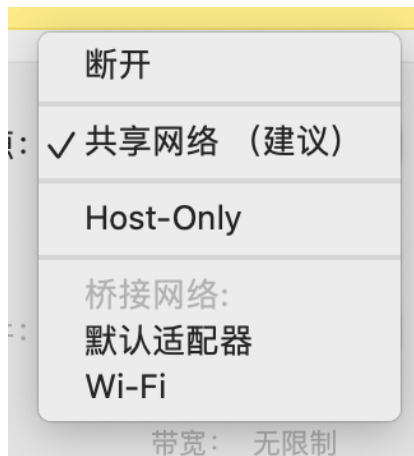 断开
共享网络 （建议）
Host-Only
桥接网络:
默认适配器
Wi-Fi
带宽： 无限制